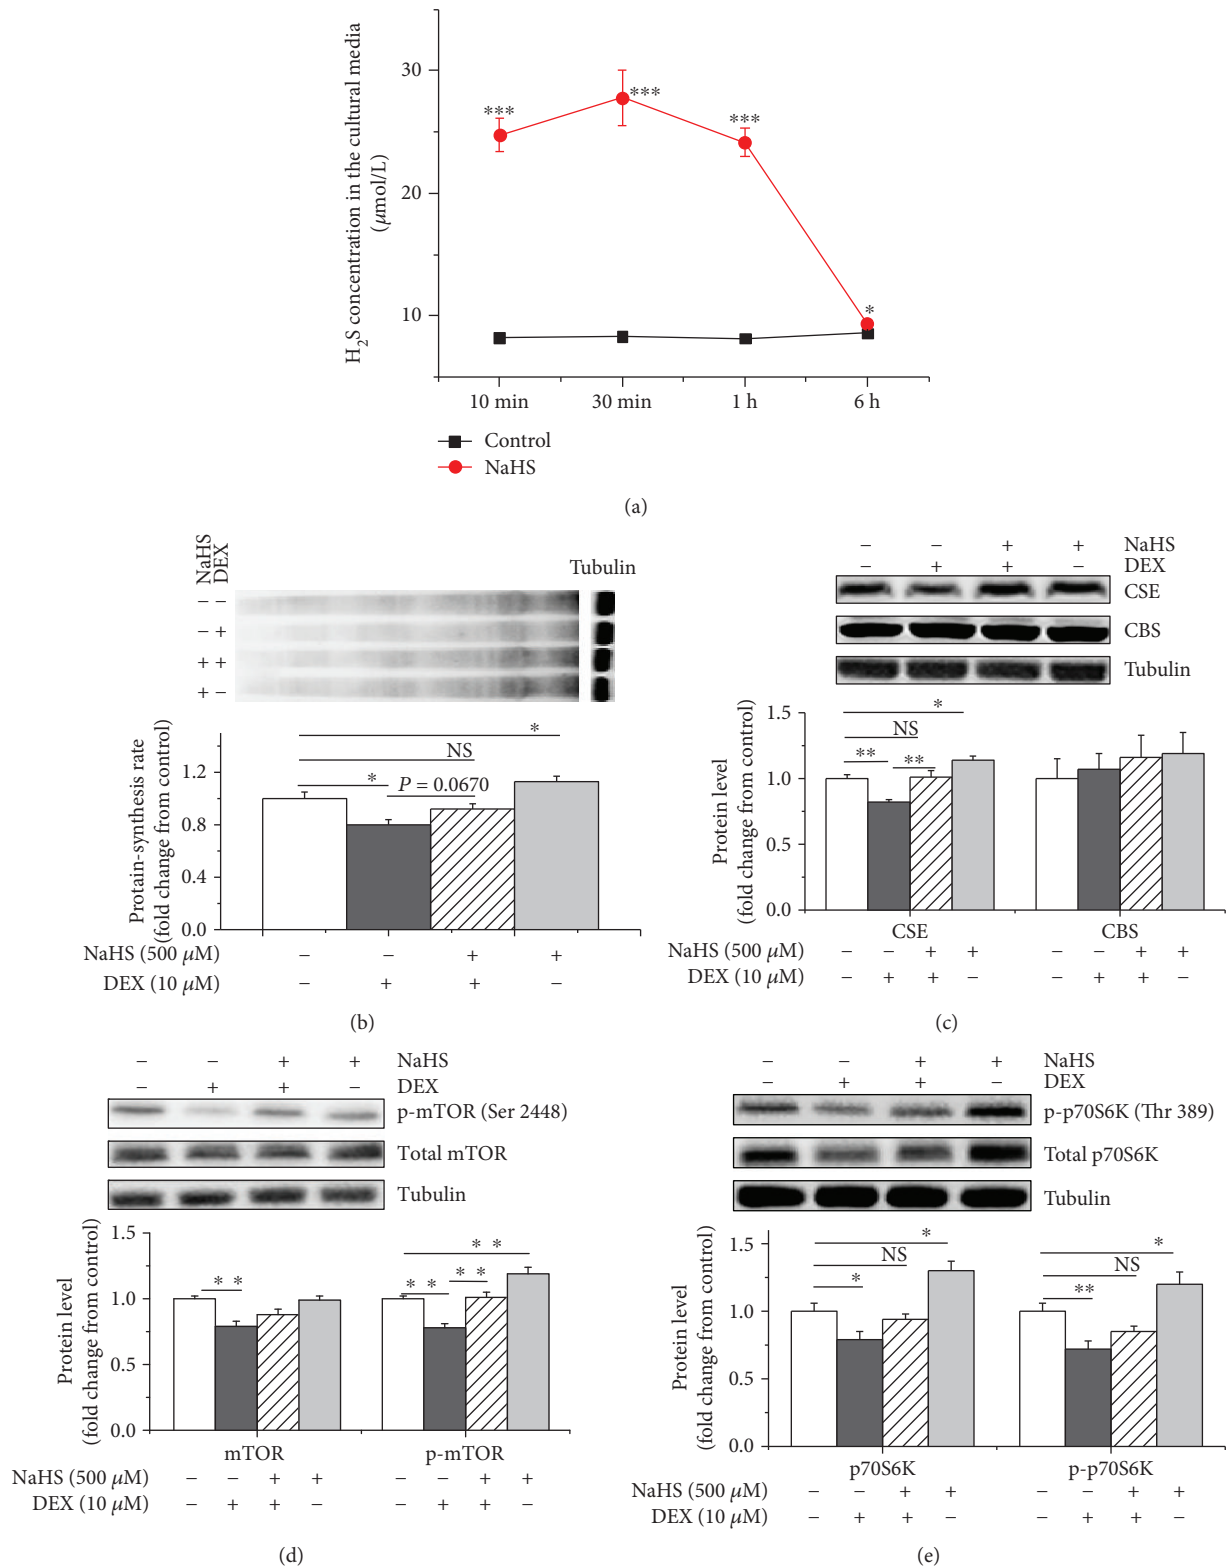 H2S concentration in the cultural media
(μmol/L)
30
20
10
***
***
***
*
10 min
30 min
1 h
6 h
Control
NaHS
(a)
NaHS
DEX
Tubulin
− −
− +
+ +
+ −
Protain-synthesis rate
(fold change from control)
1.2
0.8
0.4
0.0
*
NS
*
P = 0.0670
NaHS (500 μM) − − + +
DEX (10 μM) − + + −
(b)
− − + + NaHS
− + + − DEX
CSE
CBS
Tubulin
Protein level
(fold change from control)
1.5
1.0
0.5
0.0
*
NS
** **
CSE CBS
NaHS (500 μM) − − + + − − + +
DEX (10 μM) − + + − − + + −
(c)
− − + + NaHS
− + + − DEX
p-mTOR (Ser 2448)
Total mTOR
Tubulin
Protein level
(fold change from control)
1.5
1.0
0.5
0.0
* *
* *
* * * *
mTOR p-mTOR
NaHS (500 μM) − − + + − − + +
DEX (10 μM) − + + − − + + −
(d)
− − + + NaHS
− + + − DEX
p-p70S6K (Thr 389)
Total p70S6K
Tubulin
Protein level
(fold change from control)
1.5
1.0
0.5
0.0
*
NS
*
*
NS
**
p70S6K p-p70S6K
NaHS (500 μM) − − + + − − + +
DEX (10 μM) − + + − − + + −
(e)